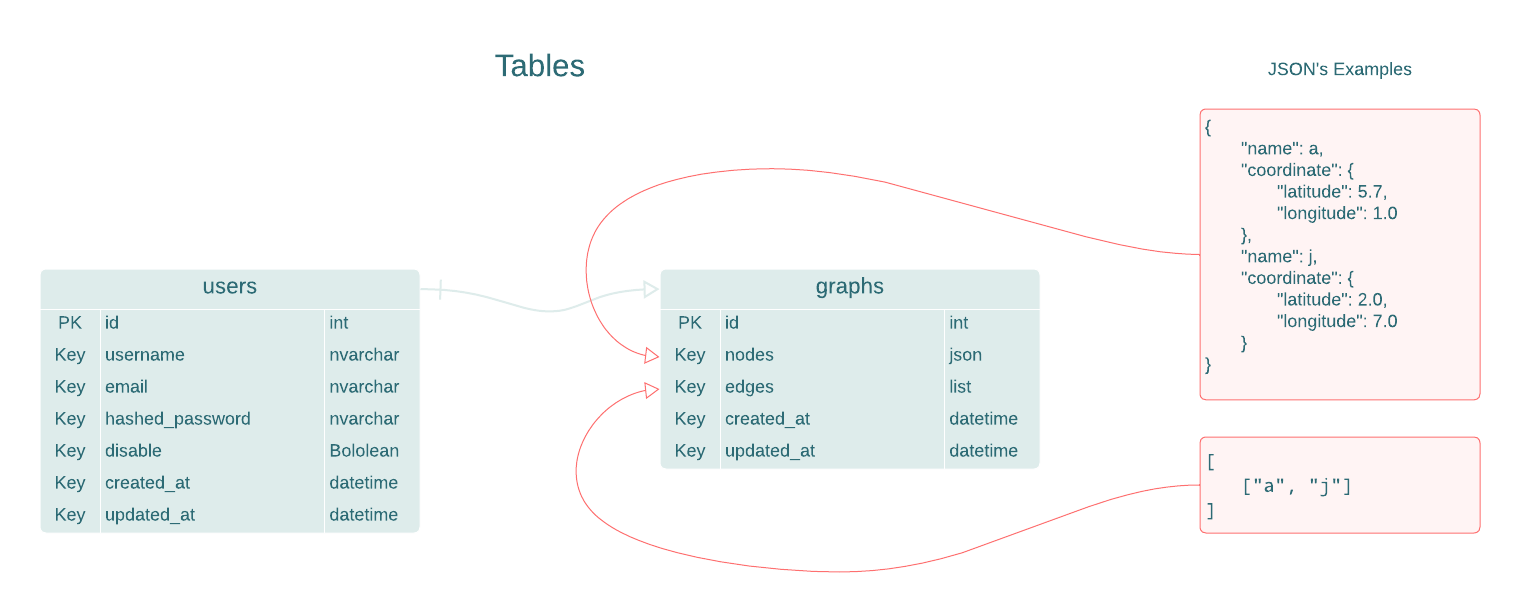 Tables
JSON's Examples
users
PK id int
Key username nvarchar
Key email nvarchar
Key hashed_password nvarchar
Key disable Bololean
Key created_at datetime
Key updated_at datetime
graphs
PK id int
Key nodes json
Key edges list
Key created_at datetime
Key updated_at datetime
{
"name": a,
"coordinate": {
"latitude": 5.7,
"longitude": 1.0
},
"name": j,
"coordinate": {
"latitude": 2.0,
"longitude": 7.0
}
}
[
["a", "j"]
]